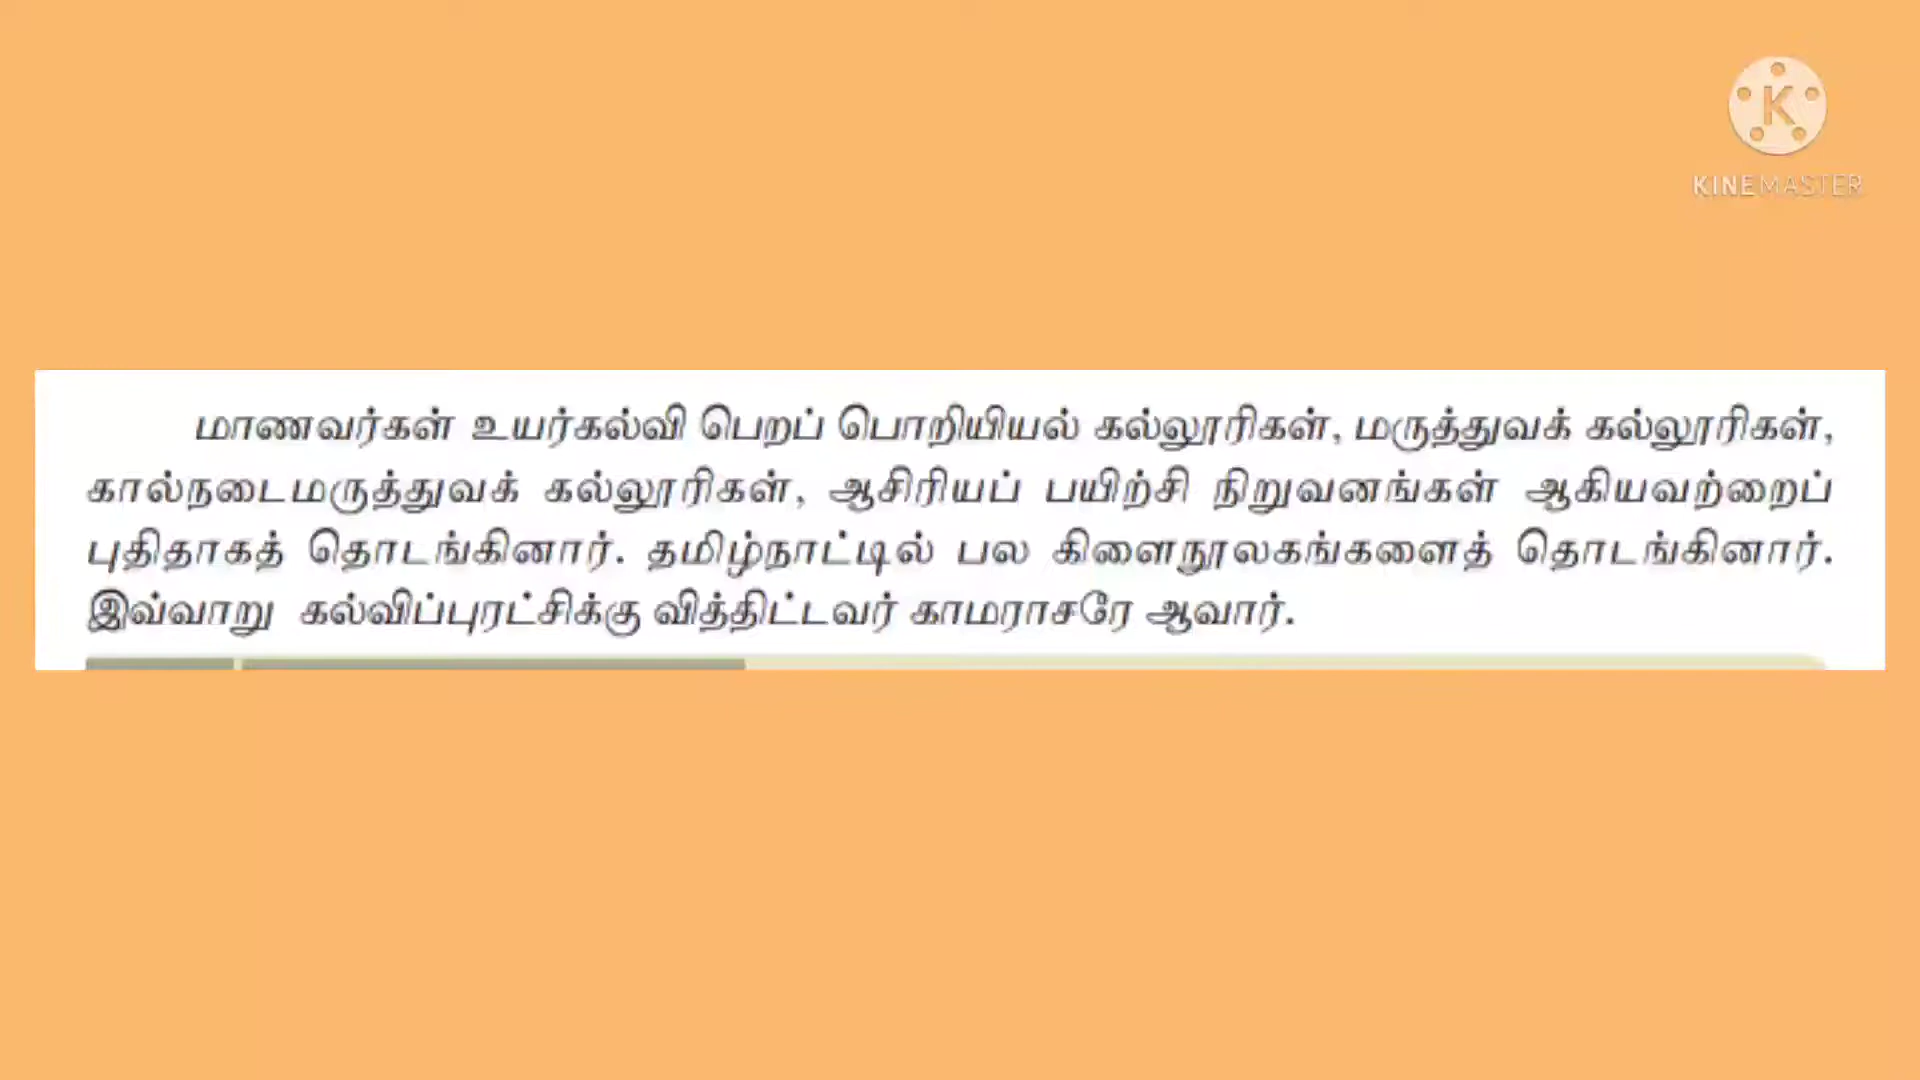 KINEMASTER
மாணவர்கள் உயர்கல்வி பெறப் பொறியியல் கல்லூரிகள், மருத்துவக் கல்லூரிகள்,
கால்நடைமருத்துவக் கல்லூரிகள், ஆசிரியப் பயிற்சி நிறுவனங்கள் ஆகியவற்றைப்
புதிதாகத் தொடங்கினார். தமிழ்நாட்டில் பல கிளைநூலகங்களைத் தொடங்கினார்.
இவ்வாறு கல்விப்புரட்சிக்கு வித்திட்டவர் காமராசரே ஆவார்.